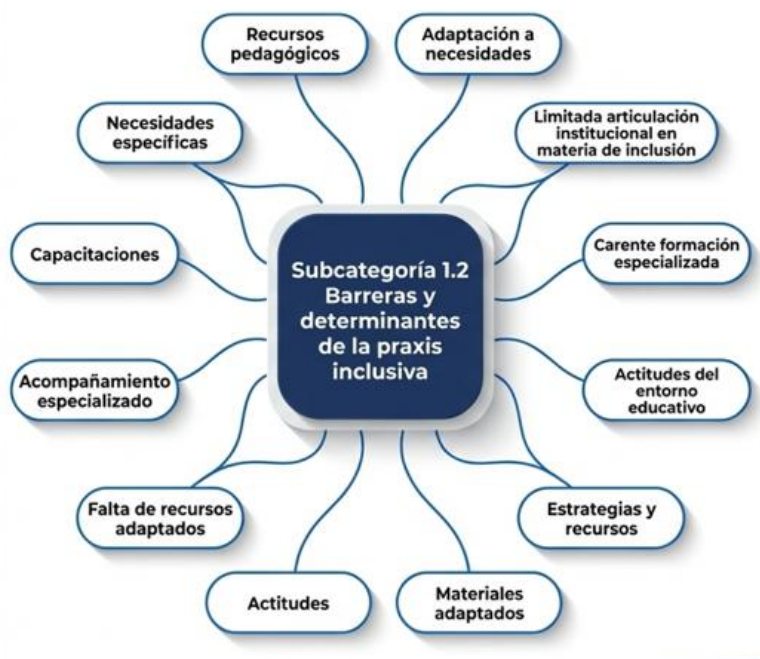 Recursos
pedagógicos
Adaptación a
necesidades
Necesidades
específicas
Limitada articulación
institucional en
materia de inclusión
Capacitaciones
Carente formación
especializada
Subcategoría 1.2
Barreras y
determinantes
de la praxis
inclusiva
Acompañamiento
especializado
Actitudes del
entorno
educativo
Falta de recursos
adaptados
Estrategias y
recursos
Actitudes
Materiales
adaptados